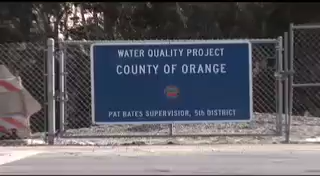 WATER QUALITY PROJECT
COUNTY OF ORANGE
PAT BATES SUPERVISOR, 5th DISTRICT